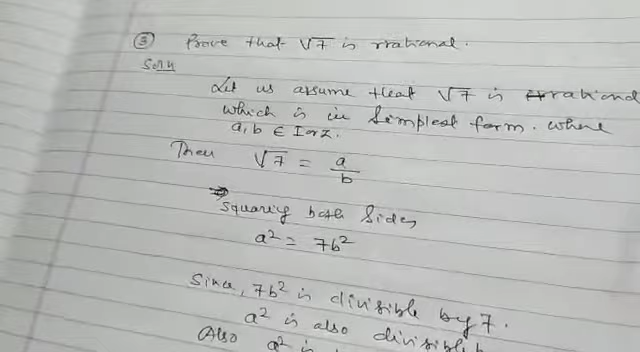 ③ Prove that √7 is irrational.
Soln
Let us assume that √7 is rational
which is in Simplest form. where
a, b ∈ I or Z.
Then √7 = a/b
Squaring both Sides,
a² = 7b²
Since, 7b² is divisible by 7.
a² is also divisible
Also a² is